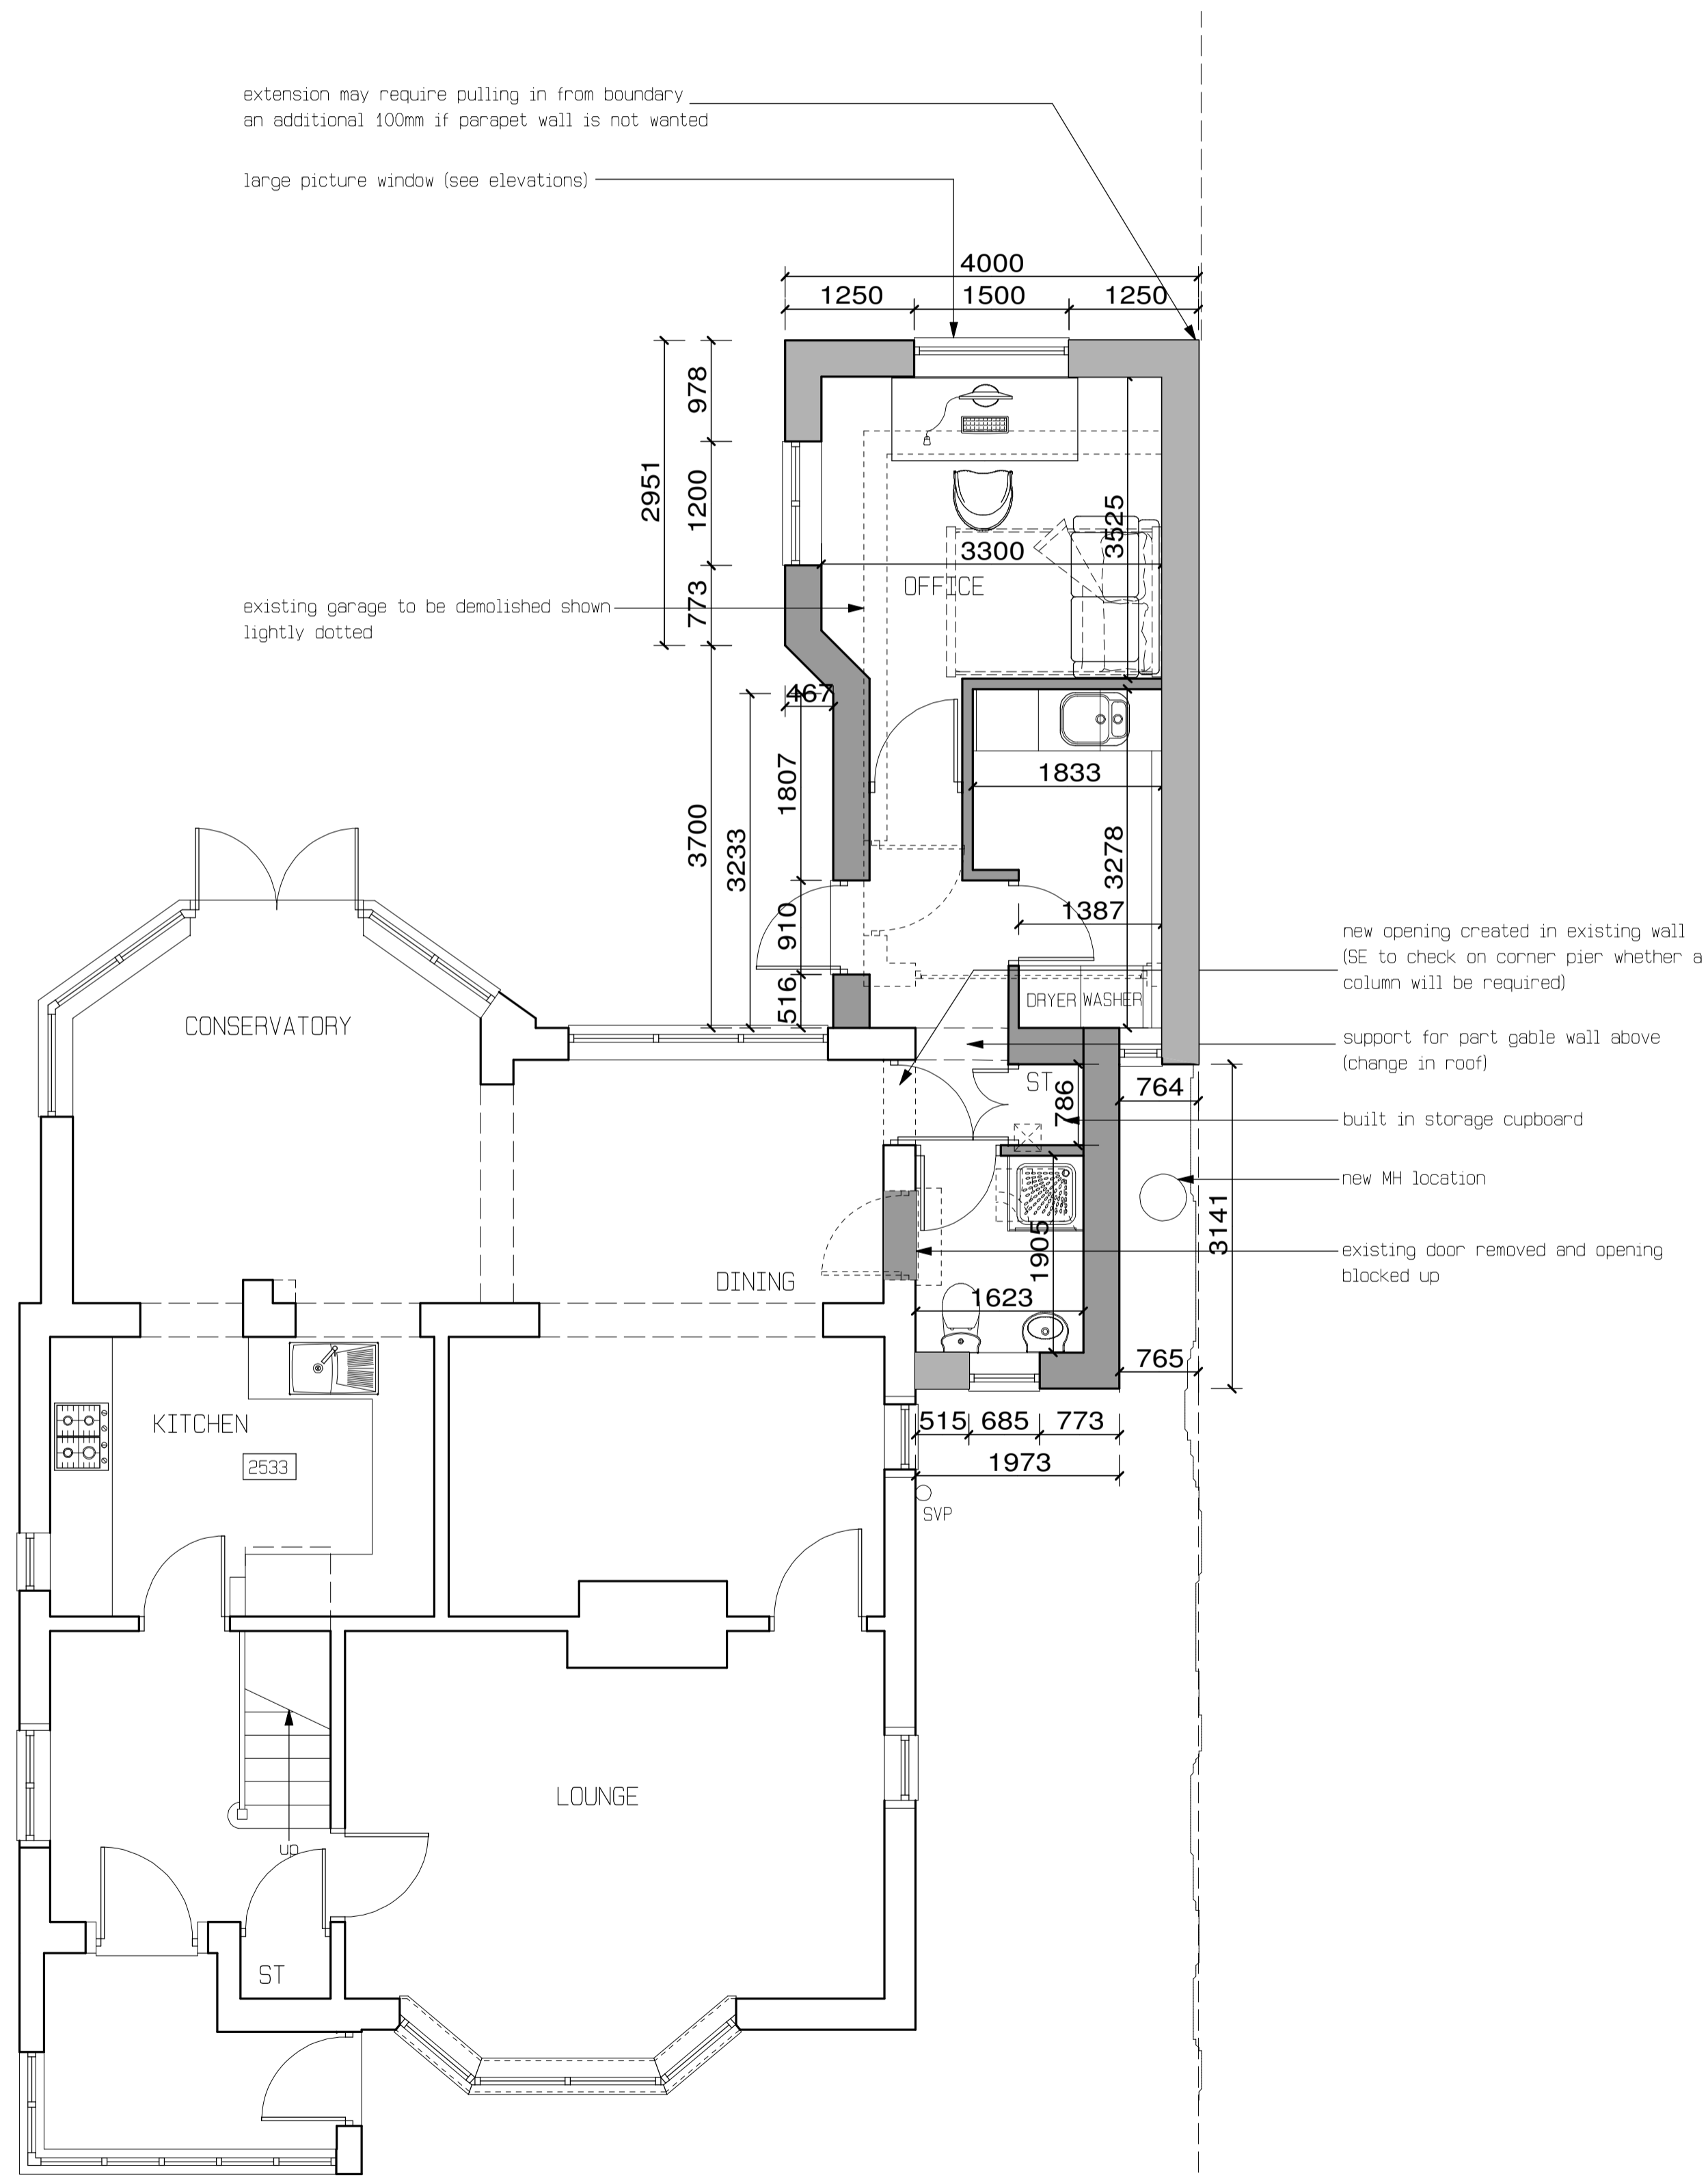 extension may require pulling in from boundary
an additional 100mm if parapet wall is not wanted
large picture window (see elevations)
4000
1250
1500
1250
978
2951
1200
3525
3300
OFFICE
773
existing garage to be demolished shown
lightly dotted
467
1833
1807
3700
3233
3278
1387
910
516
DRYER
WASHER
new opening created in existing wall
(SE to check on corner pier whether a
column will be required)
CONSERVATORY
support for part gable wall above
(change in roof)
ST
786
764
built in storage cupboard
new MH location
3141
1905
existing door removed and opening
blocked up
DINING
1623
765
KITCHEN
2533
515
685
773
1973
SVP
LOUNGE
up
ST